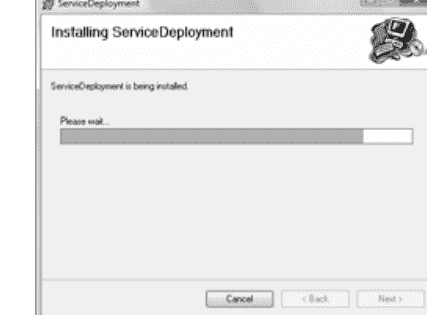 ServiceDeployment
Installing ServiceDeployment
ServiceDeployment is being installed.
Please wait...
Cancel
< Back
Next >